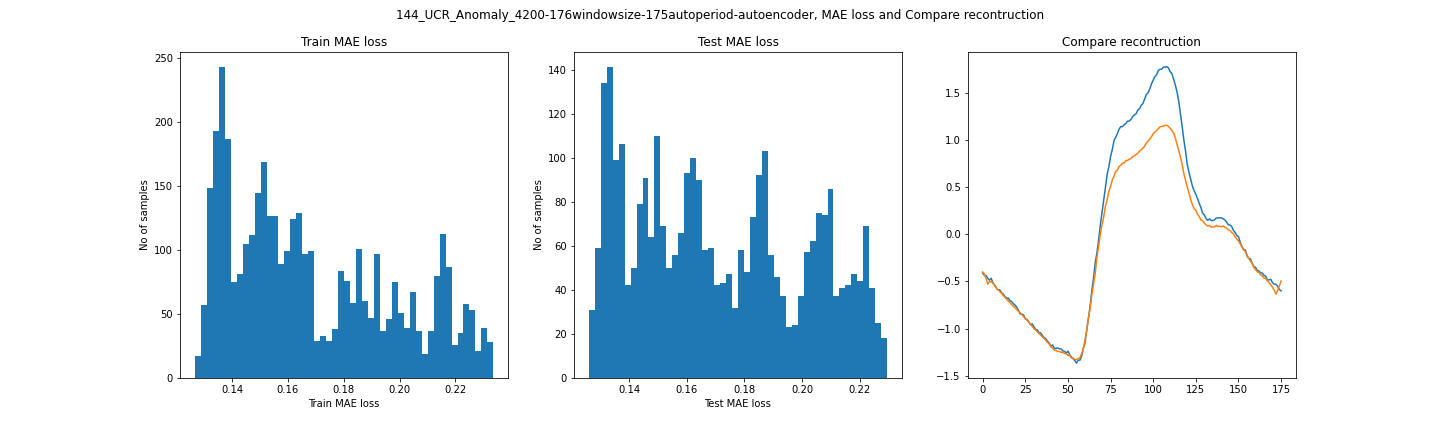 144_UCR_Anomaly_4200-176windowsize-175autoperiod-autoencoder, MAE loss and Compare recontruction
Train MAE loss
No of samples
250
200
150
100
50
0
0.14 0.16 0.18 0.20 0.22
Train MAE loss
Test MAE loss
No of samples
140
120
100
80
60
40
20
0
0.14 0.16 0.18 0.20 0.22
Test MAE loss
Compare recontruction
1.5
1.0
0.5
0.0
−0.5
−1.0
−1.5
0 25 50 75 100 125 150 175